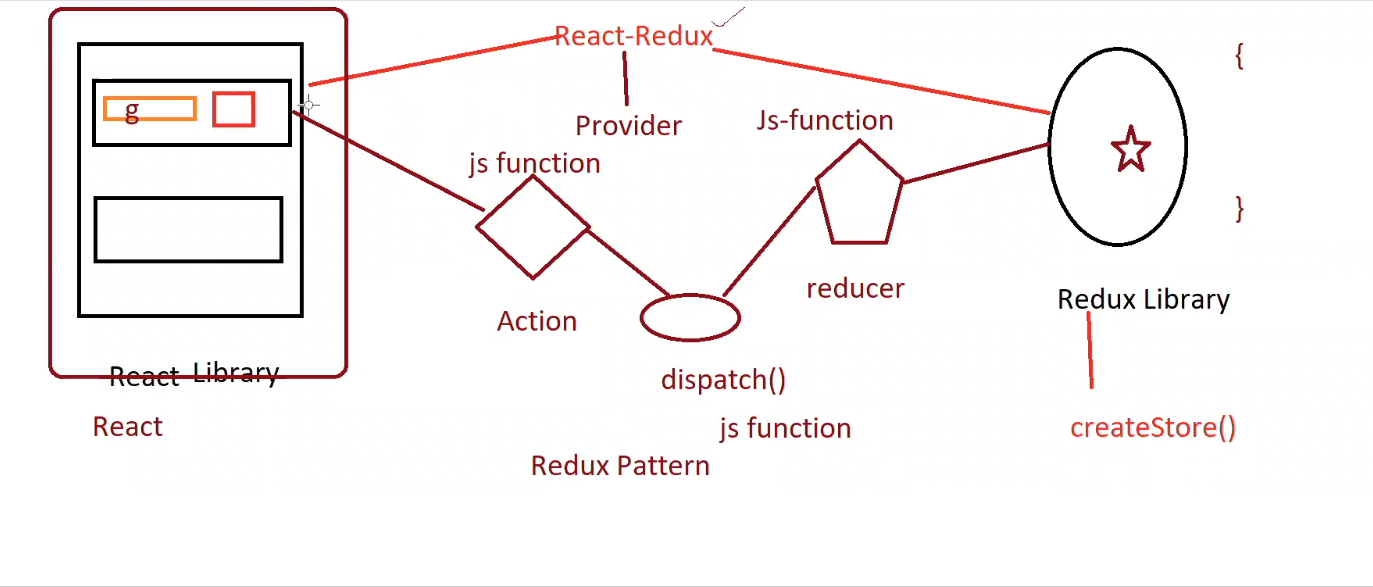 React-Redux
{
g
Provider
Js-function
js function
}
reducer
Redux Library
Action
React Library
dispatch()
React
js function
createStore()
Redux Pattern